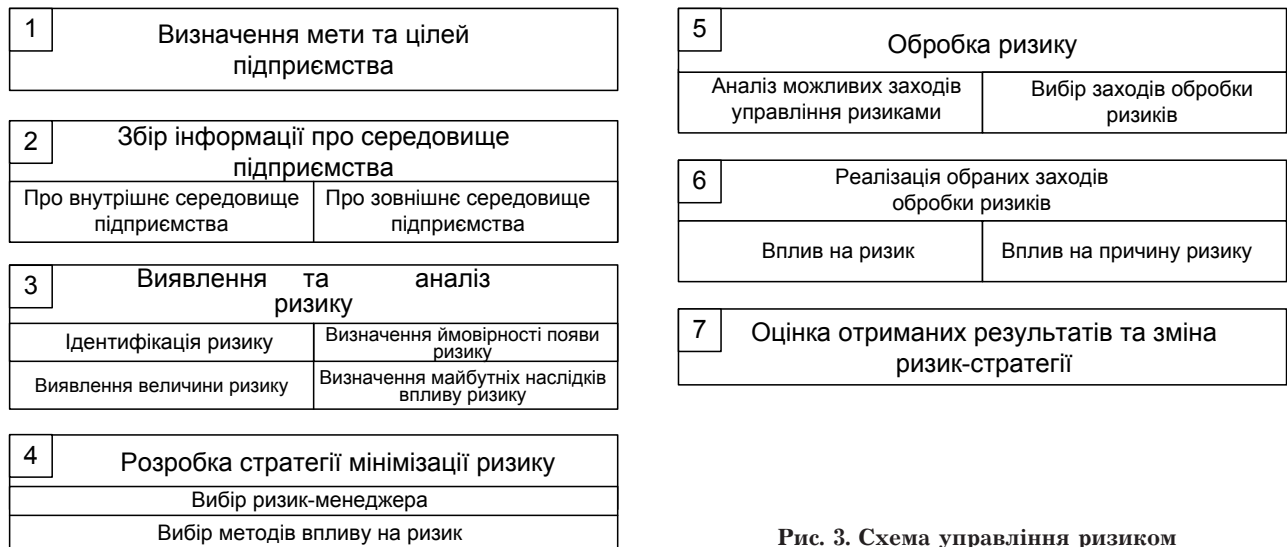 1
Визначення мети та цілей
підприємства
2
Збір інформації про середовище
підприємства
Про внутрішнє середовище
підприємства
Про зовнішнє середовище
підприємства
3
Виявлення та аналіз
ризику
Ідентифікація ризику
Визначення ймовірності появи
ризику
Виявлення величини ризику
Визначення майбутніх наслідків
впливу ризику
4
Розробка стратегії мінімізації ризику
Вибір ризик-менеджера
Вибір методів впливу на ризик
5
Обробка ризику
Аналіз можливих заходів
управління ризиками
Вибір заходів обробки
ризиків
6
Реалізація обраних заходів
обробки ризиків
Вплив на ризик
Вплив на причину ризику
7
Оцінка отриманих результатів та зміна
ризик-стратегії
Рис. 3. Схема управління ризиком